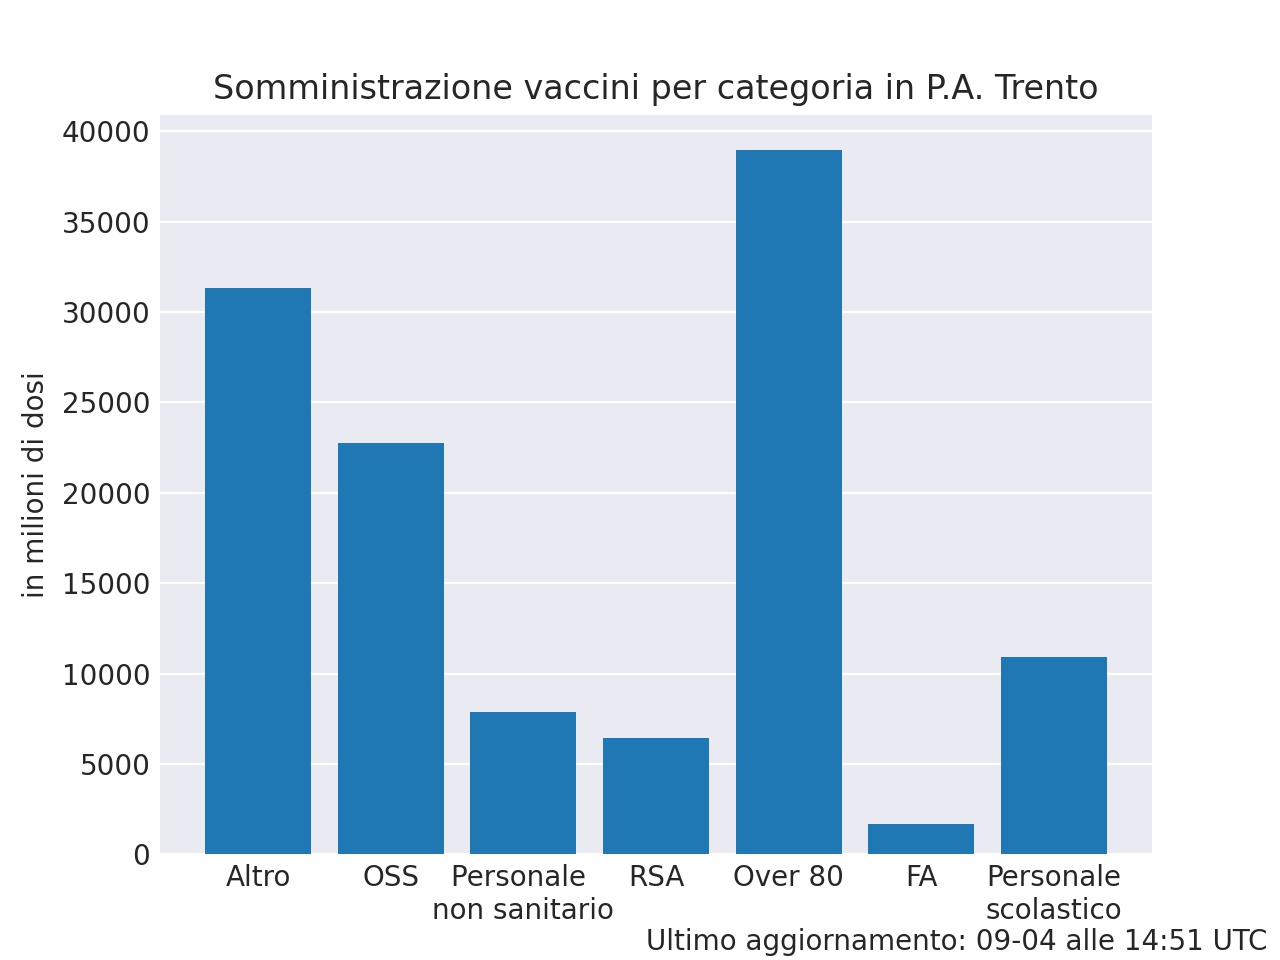 Somministrazione vaccini per categoria in P.A. Trento
in milioni di dosi
40000
35000
30000
25000
20000
15000
10000
5000
0
Altro
OSS
Personale
non sanitario
RSA
Over 80
FA
Personale
scolastico
Ultimo aggiornamento: 09-04 alle 14:51 UTC